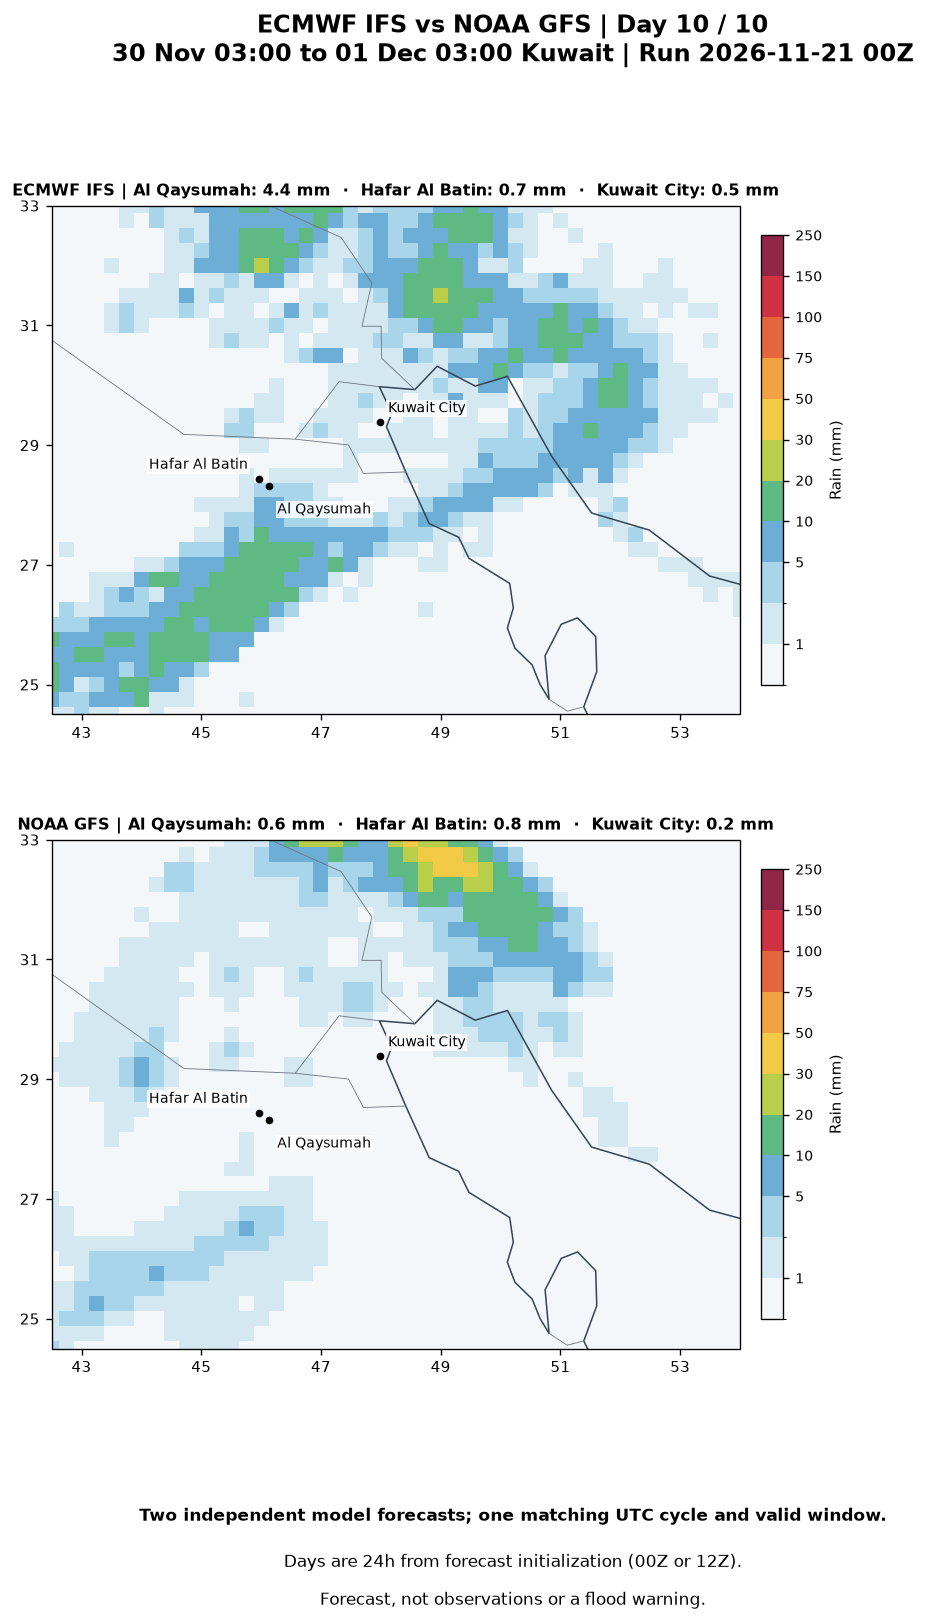 ECMWF IFS vs NOAA GFS | Day 10 / 10
30 Nov 03:00 to 01 Dec 03:00 Kuwait | Run 2026-11-21 00Z
ECMWF IFS | Al Qaysumah: 4.4 mm · Hafar Al Batin: 0.7 mm · Kuwait City: 0.5 mm
33
31
29
27
25
43
45
47
49
51
53
Kuwait City
Hafar Al Batin
Al Qaysumah
250
150
100
75
50
30
20
10
5
1
Rain (mm)
NOAA GFS | Al Qaysumah: 0.6 mm · Hafar Al Batin: 0.8 mm · Kuwait City: 0.2 mm
33
31
29
27
25
43
45
47
49
51
53
Kuwait City
Hafar Al Batin
Al Qaysumah
250
150
100
75
50
30
20
10
5
1
Rain (mm)
Two independent model forecasts; one matching UTC cycle and valid window.
Days are 24h from forecast initialization (00Z or 12Z).
Forecast, not observations or a flood warning.